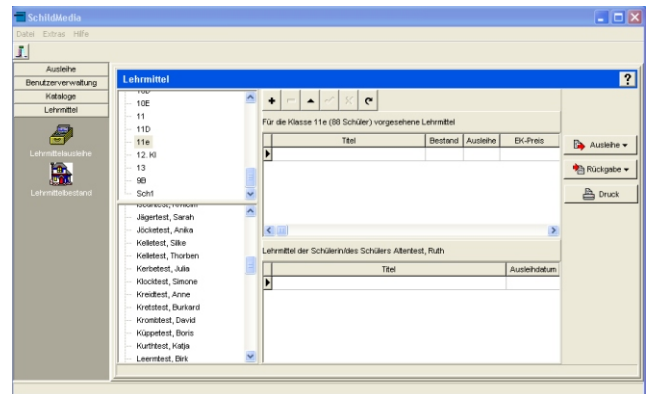 SchildMedia
Datei Extras Hilfe
Ausleihe
Benutzerverwaltung
Kataloge
Lehrmittel
Lehrmittelausleihe
Lehrmittelbestand
Lehrmittel
?
10E
11
11D
11e
12. Kl
13
9B
Sch1
Für die Klasse 11e (88 Schüler) vorgesehene Lehrmittel
Titel Bestand Ausleihe EK-Preis
Ausleihe
Rückgabe
Druck
Jägertest, Sarah
Jöcketest, Anika
Kelletest, Silke
Kelletest, Thorben
Kerbetest, Julia
Klocktest, Simone
Kreidtest, Anne
Kretstest, Burkard
Krombtest, David
Küppetest, Boris
Kurthtest, Katja
Leermtest, Birk
Lehrmittel der Schülerin/des Schülers Altentest, Ruth
Titel Ausleihdatum